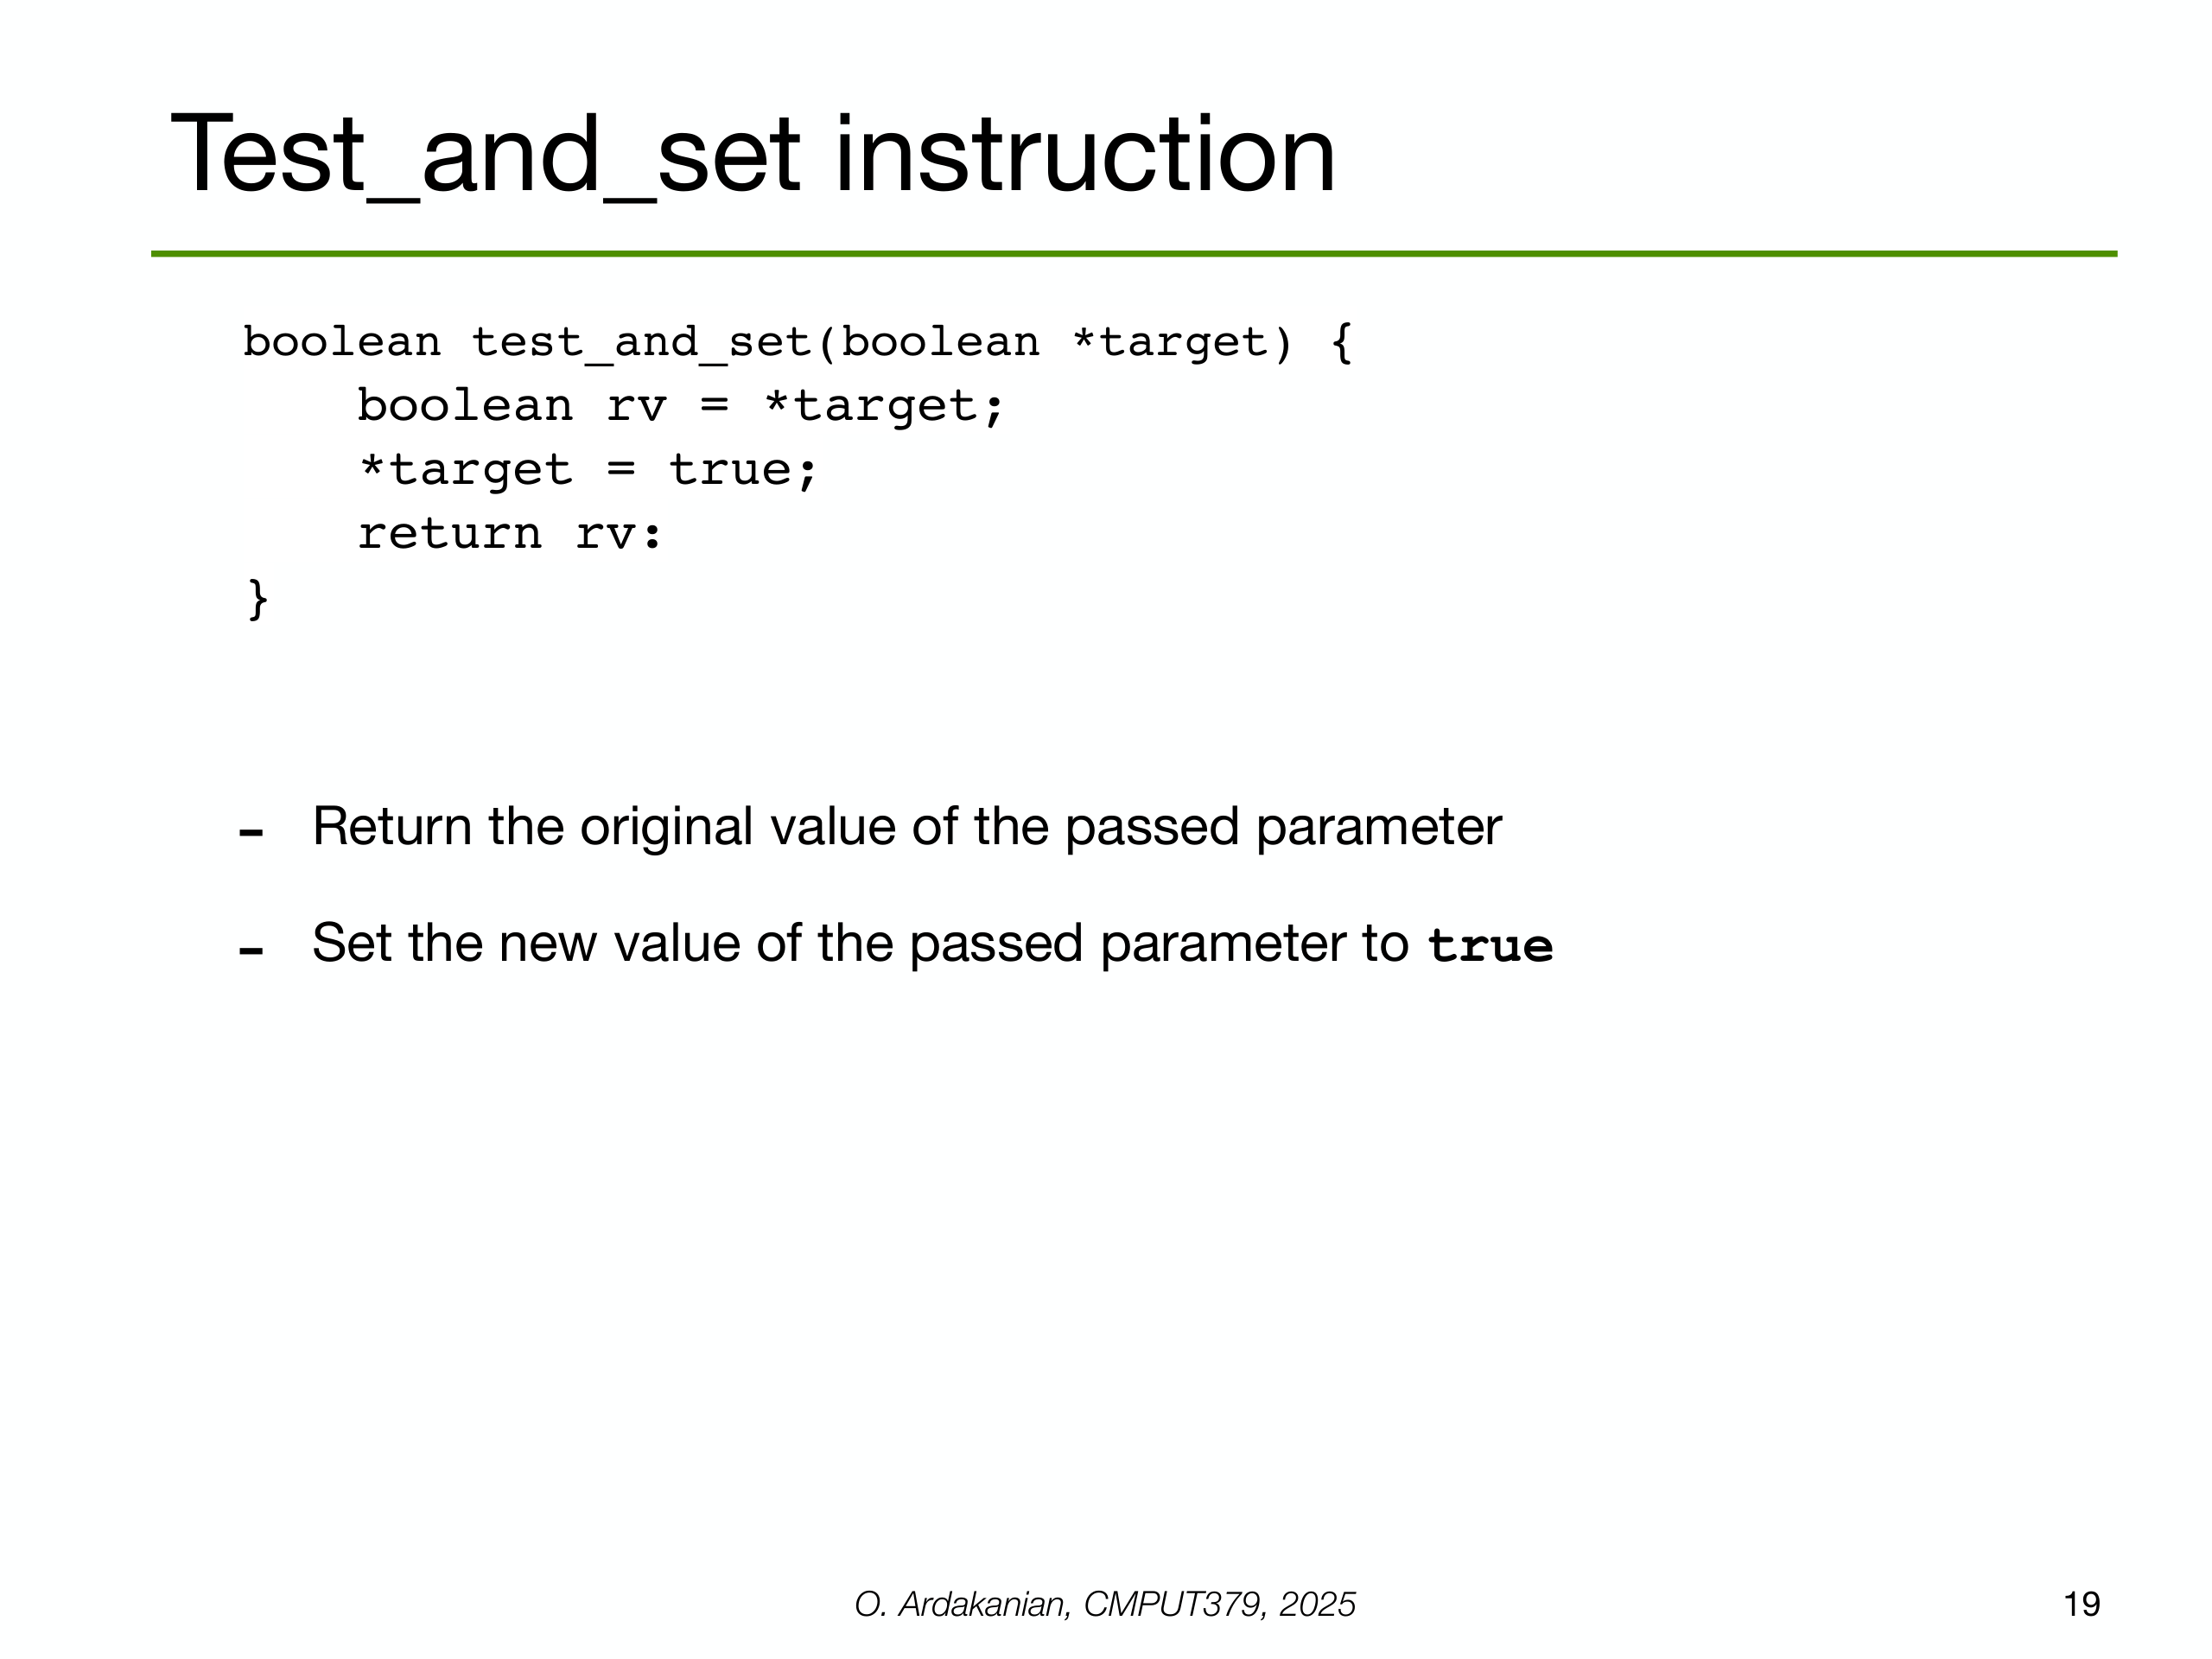 Test_and_set instruction
boolean test_and_set(boolean *target) {
    boolean rv = *target;
    *target = true;
    return rv:
}
- Return the original value of the passed parameter
- Set the new value of the passed parameter to true
O. Ardakanian, CMPUT379, 2025
19